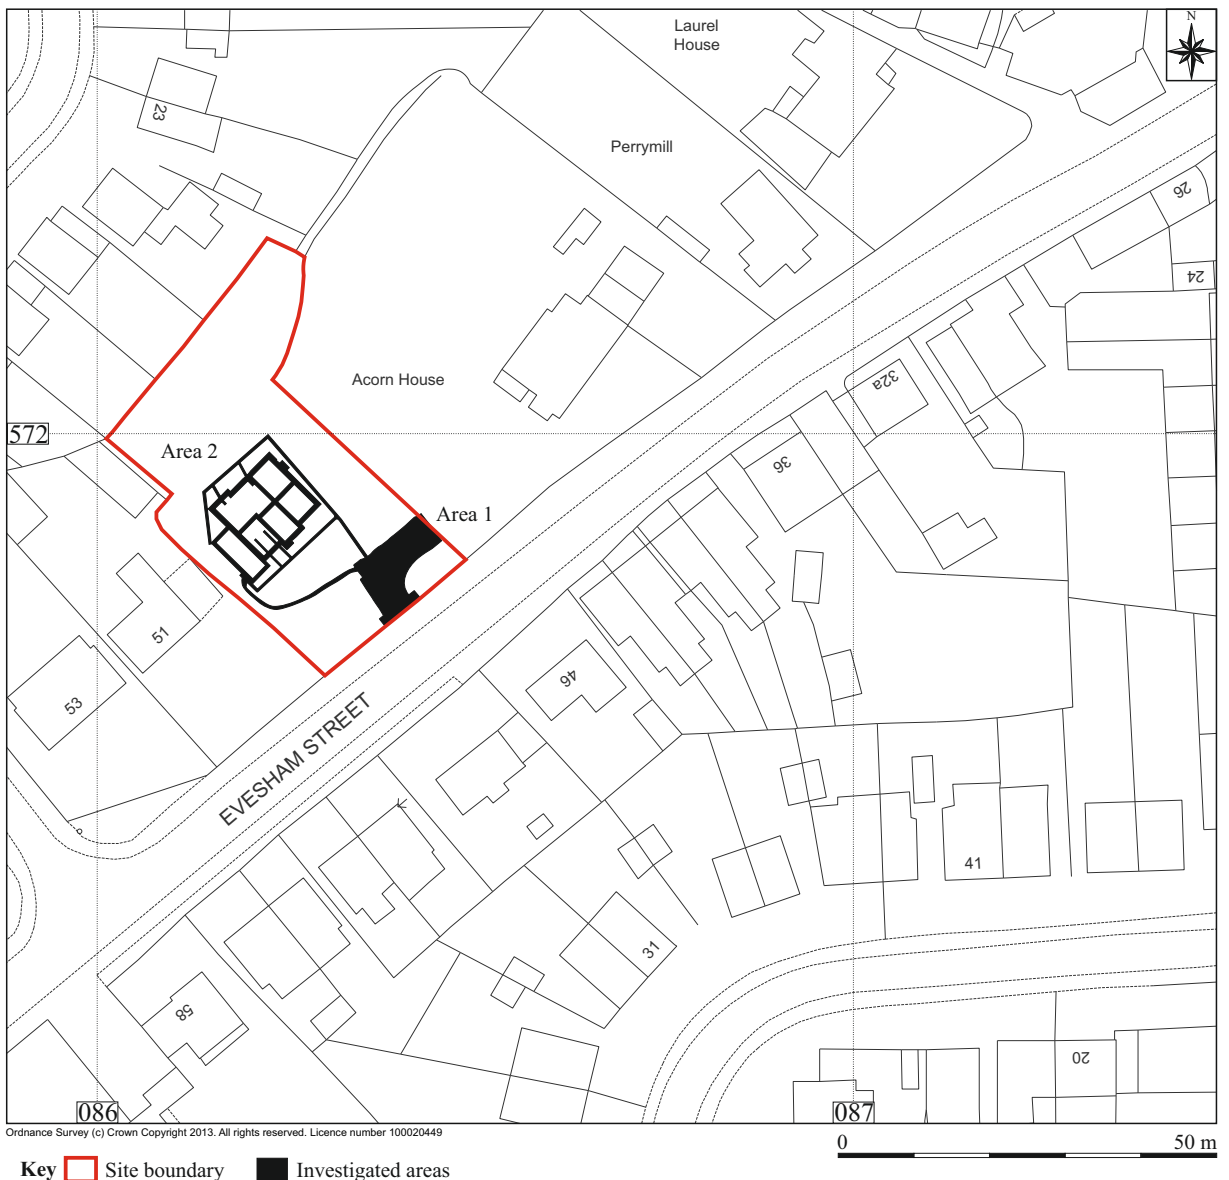 N
Laurel
House
23
Perrymill
26
24
Acorn House
32a
572
Area 2
36
Area 1
51
46
53
EVESHAM STREET
41
31
58
20
086
087
Ordnance Survey (c) Crown Copyright 2013. All rights reserved. Licence number 100020449
0 50 m
Key Site boundary Investigated areas